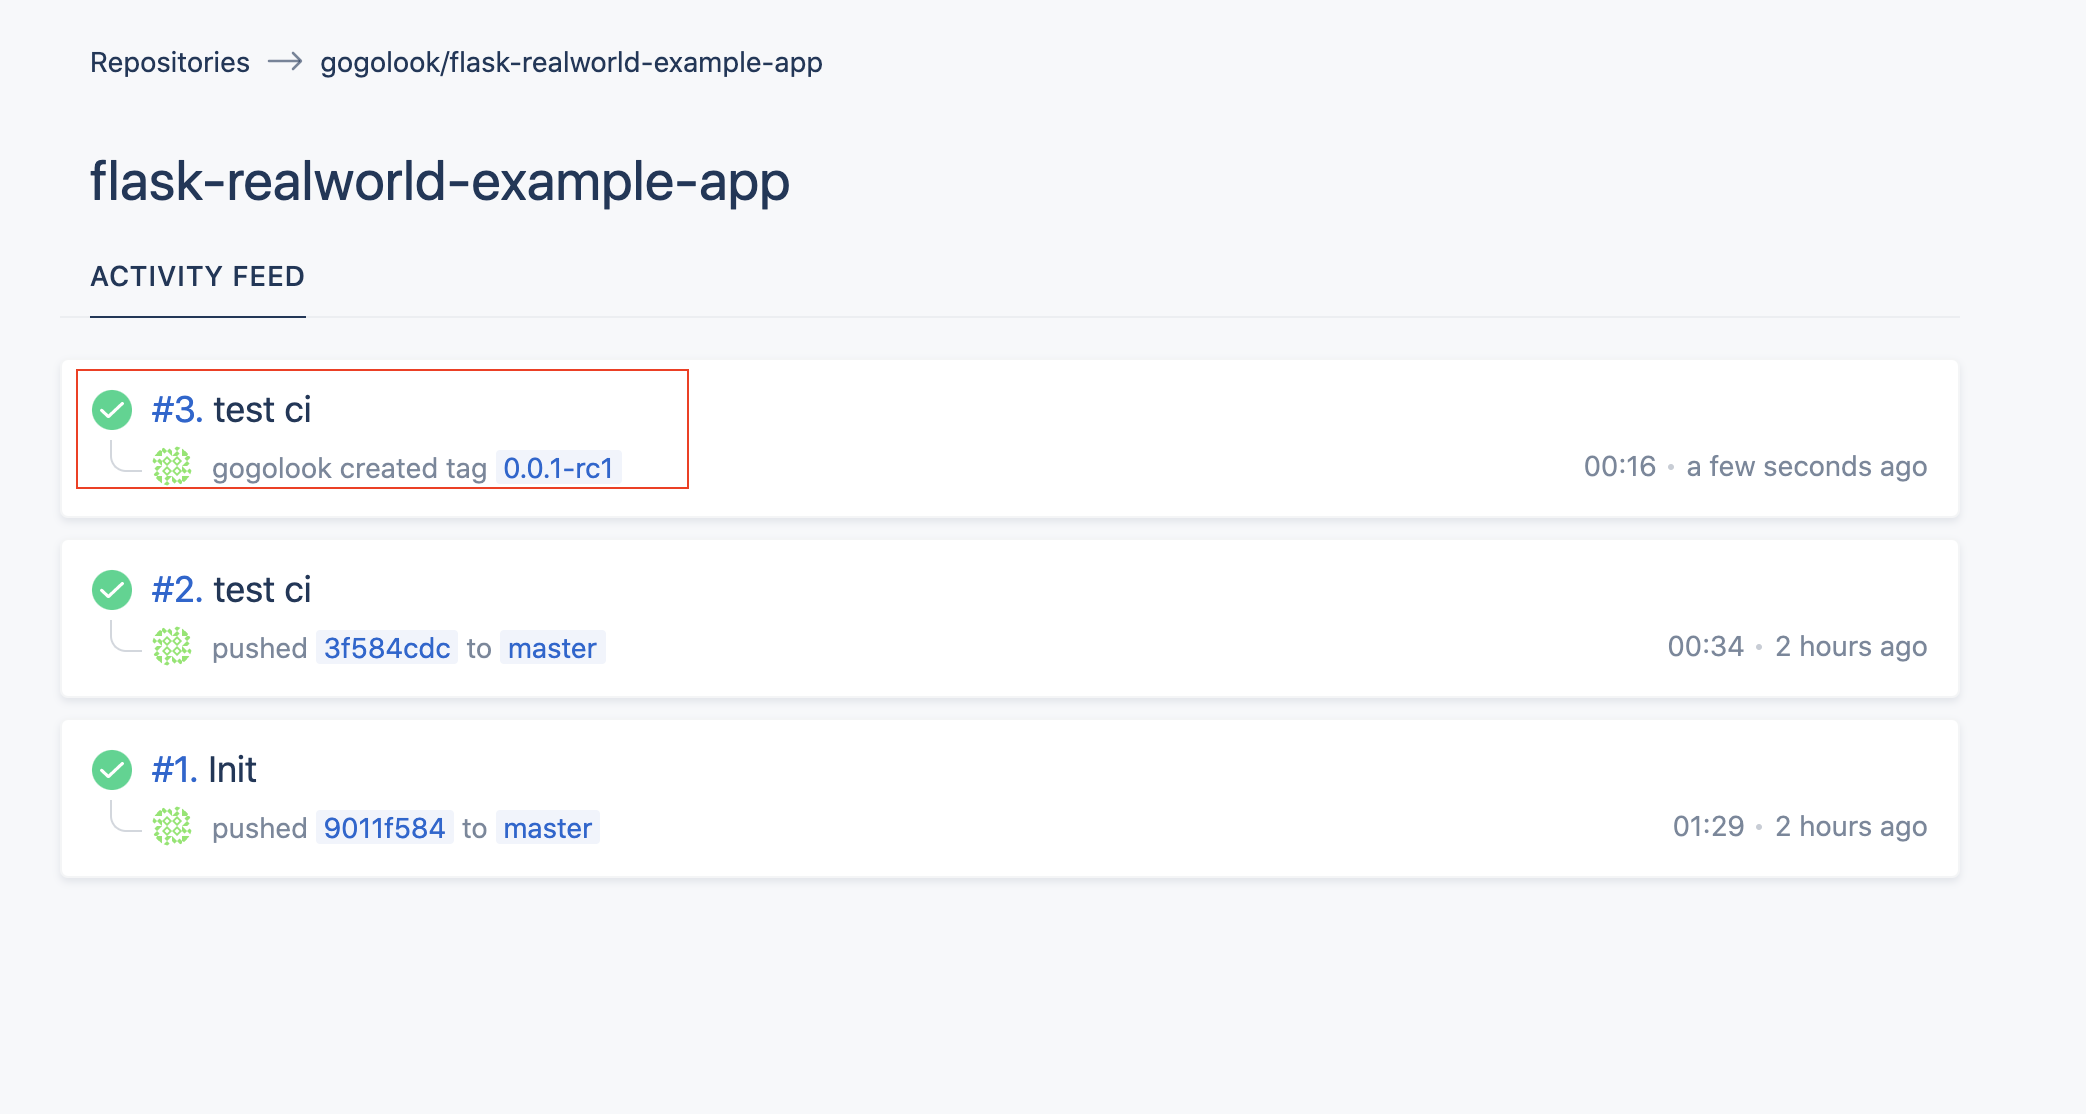 Repositories → gogolook/flask-realworld-example-app
flask-realworld-example-app
ACTIVITY FEED
#3. test ci
gogolook created tag 0.0.1-rc1
00:16 • a few seconds ago
#2. test ci
pushed 3f584cdc to master
00:34 • 2 hours ago
#1. Init
pushed 9011f584 to master
01:29 • 2 hours ago